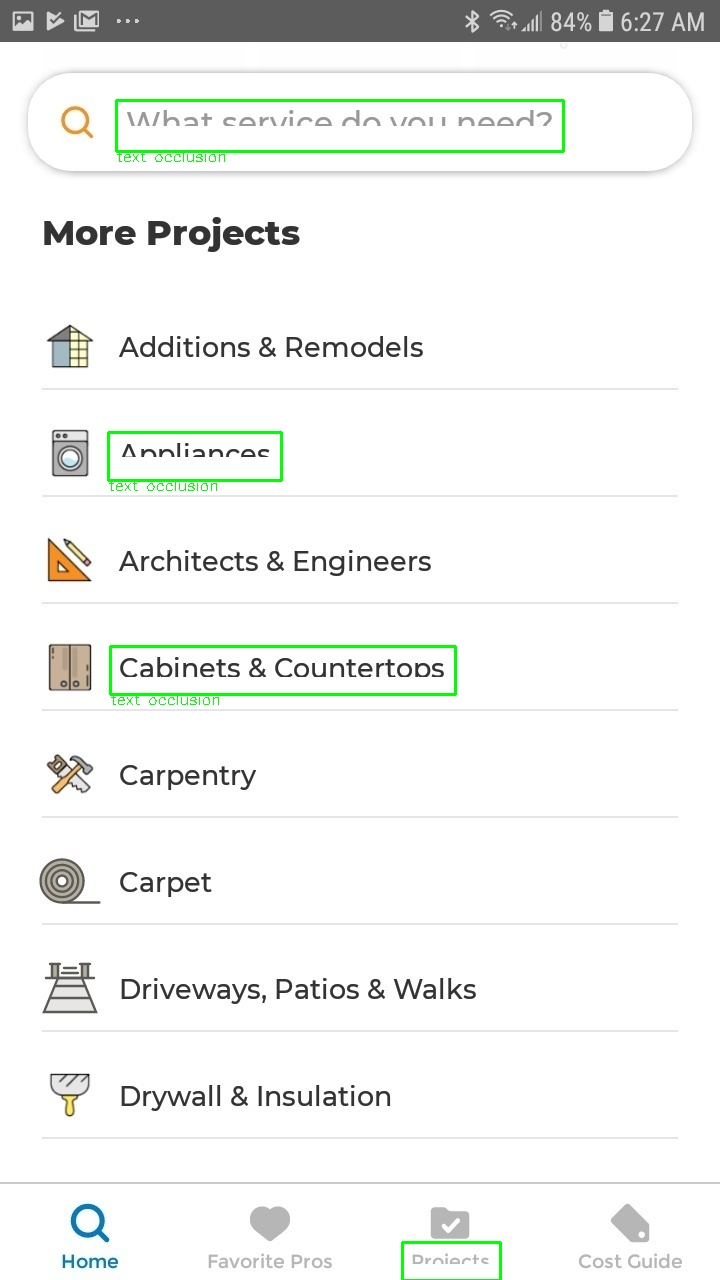 84% 6:27 AM
What service do you need?
text occlusion
More Projects
Additions & Remodels
Appliances
text occlusion
Architects & Engineers
Cabinets & Countertops
text occlusion
Carpentry
Carpet
Driveways, Patios & Walks
Drywall & Insulation
Home Favorite Pros Projects Cost Guide